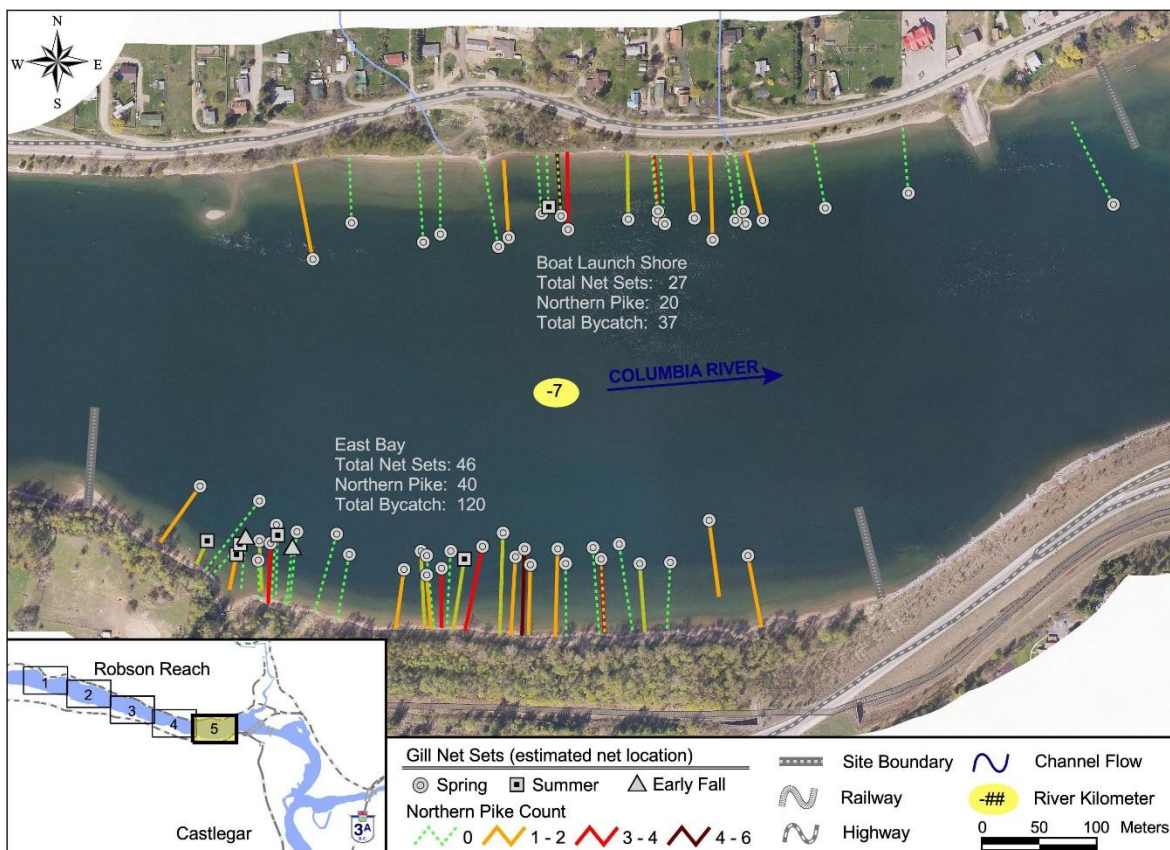 N
W E
S
Boat Launch Shore
Total Net Sets: 27
Northern Pike: 20
Total Bycatch: 37
-7
COLUMBIA RIVER
East Bay
Total Net Sets: 46
Northern Pike: 40
Total Bycatch: 120
Robson Reach
1
2
3
4
5
Castlegar
3A
Gill Net Sets (estimated net location)
Spring Summer Early Fall
Northern Pike Count
0 1 - 2 3 - 4 4 - 6
Site Boundary
Railway
Highway
Channel Flow
-## River Kilometer
0 50 100 Meters